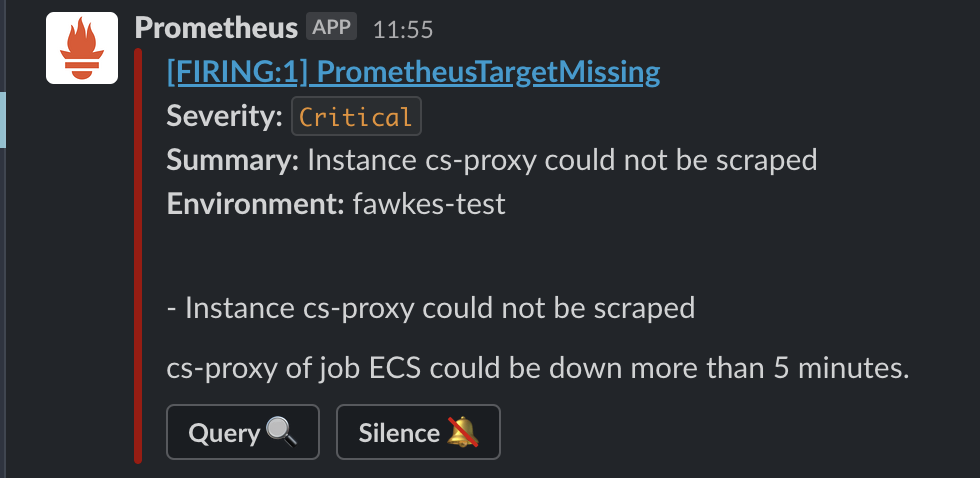 Prometheus APP 11:55
[FIRING:1] PrometheusTargetMissing
Severity: Critical
Summary: Instance cs-proxy could not be scraped
Environment: fawkes-test
- Instance cs-proxy could not be scraped
cs-proxy of job ECS could be down more than 5 minutes.
Query Silence